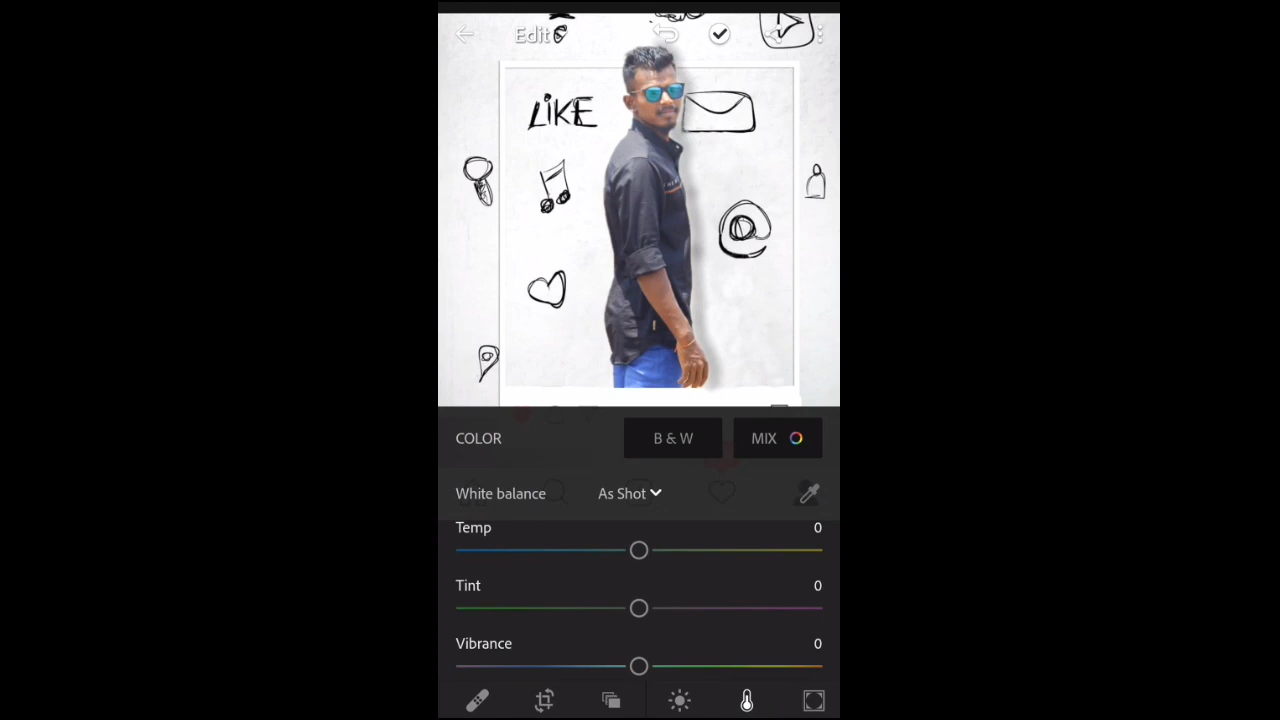 Edit
LIKE
COLOR
B & W
MIX
White balance
As Shot
Temp
0
Tint
0
Vibrance
0